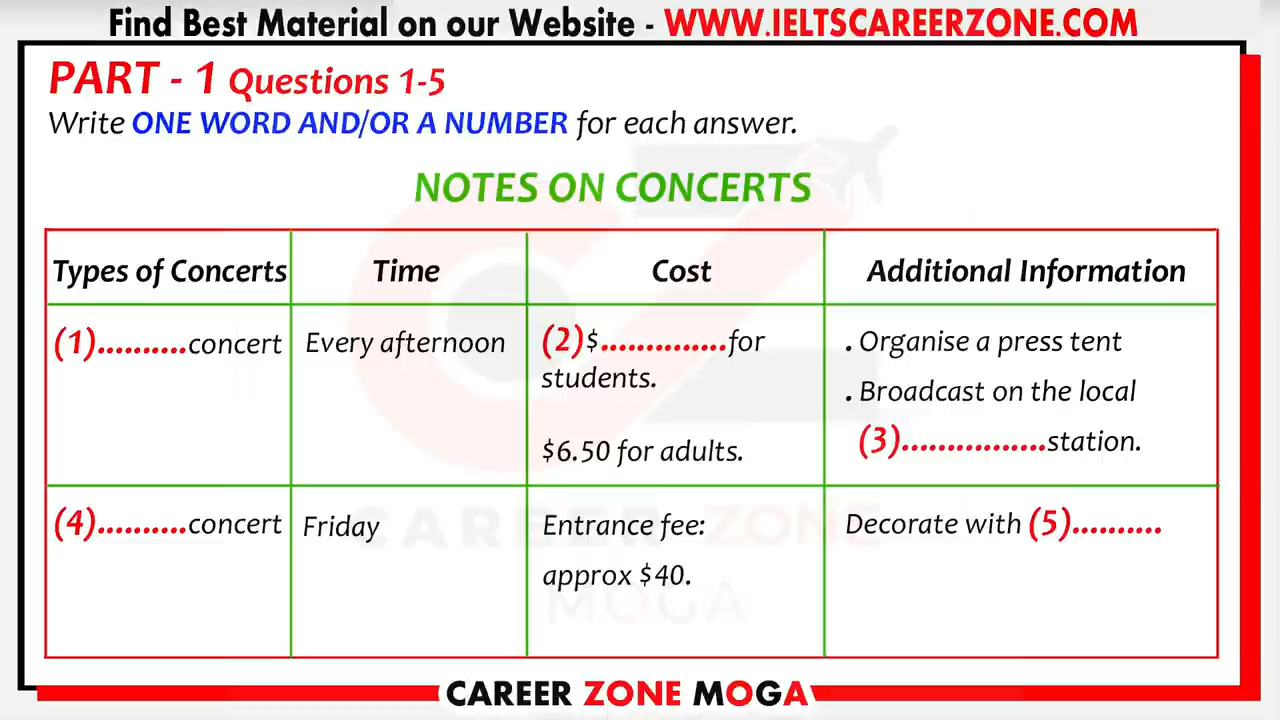 Find Best Material on our Website - WWW.IELTSCAREERZONE.COM
PART - 1 Questions 1-5
Write ONE WORD AND/OR A NUMBER for each answer.
NOTES ON CONCERTS
Types of Concerts
Time
Cost
Additional Information
(1)..........concert
Every afternoon
(2)$..............for
students.
$6.50 for adults.
. Organise a press tent
. Broadcast on the local
(3)................station.
(4)..........concert
Friday
Entrance fee:
approx $40.
Decorate with (5)..........
CAREER ZONE
MOGA
CAREER ZONE MOGA